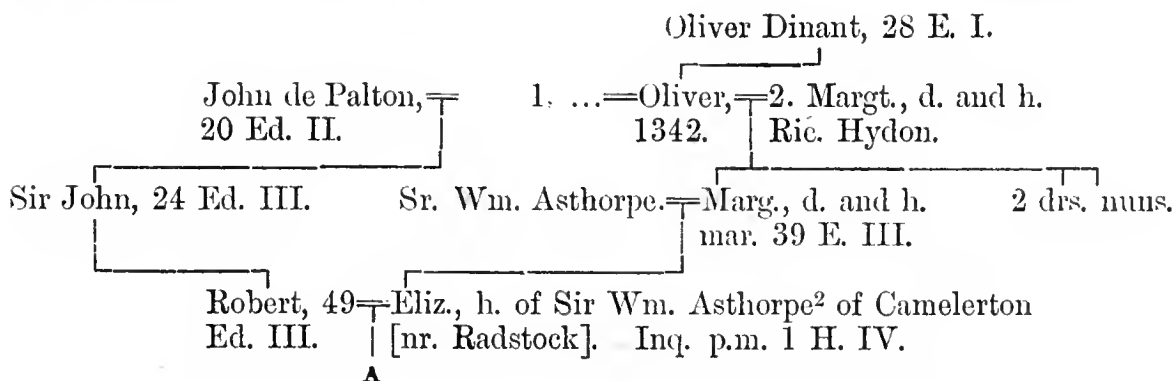 Oliver Dinant, 28 E. I.
John de Palton, 1. ... Oliver, 2. Margt., d. and h.
20 Ed. II. 1342. Ric. Hydon.
Sir John, 24 Ed. III. Sr. Wm. Asthorpe. Marg., d. and h. 2 drs. nuns.
mar. 39 E. III.
Robert, 49 Eliz., h. of Sir Wm. Asthorpe² of Camelerton
Ed. III. [nr. Radstock]. Inq. p.m. 1 H. IV.
A